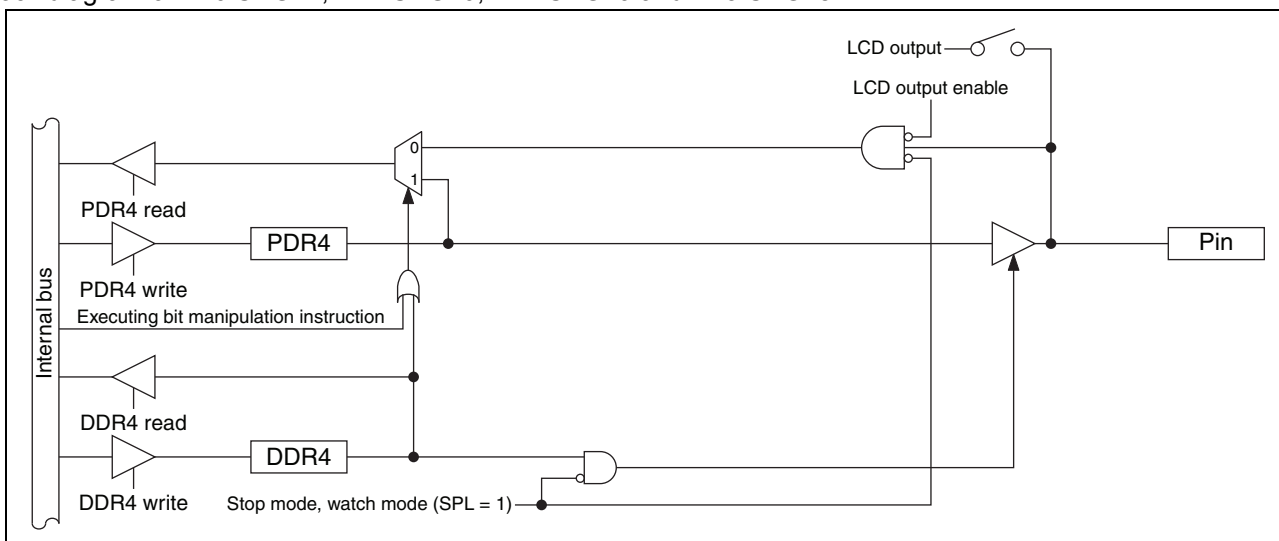 LCD output
LCD output enable
0
1
PDR4 read
PDR4
Pin
PDR4 write
Executing bit manipulation instruction
Internal bus
DDR4 read
DDR4
DDR4 write
Stop mode, watch mode (SPL = 1)